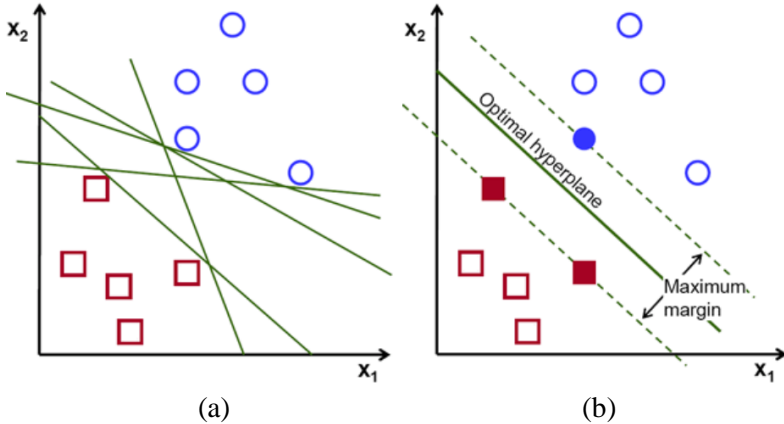 x₂
x₁
(a)
x₂
Optimal hyperplane
Maximum
margin
x₁
(b)